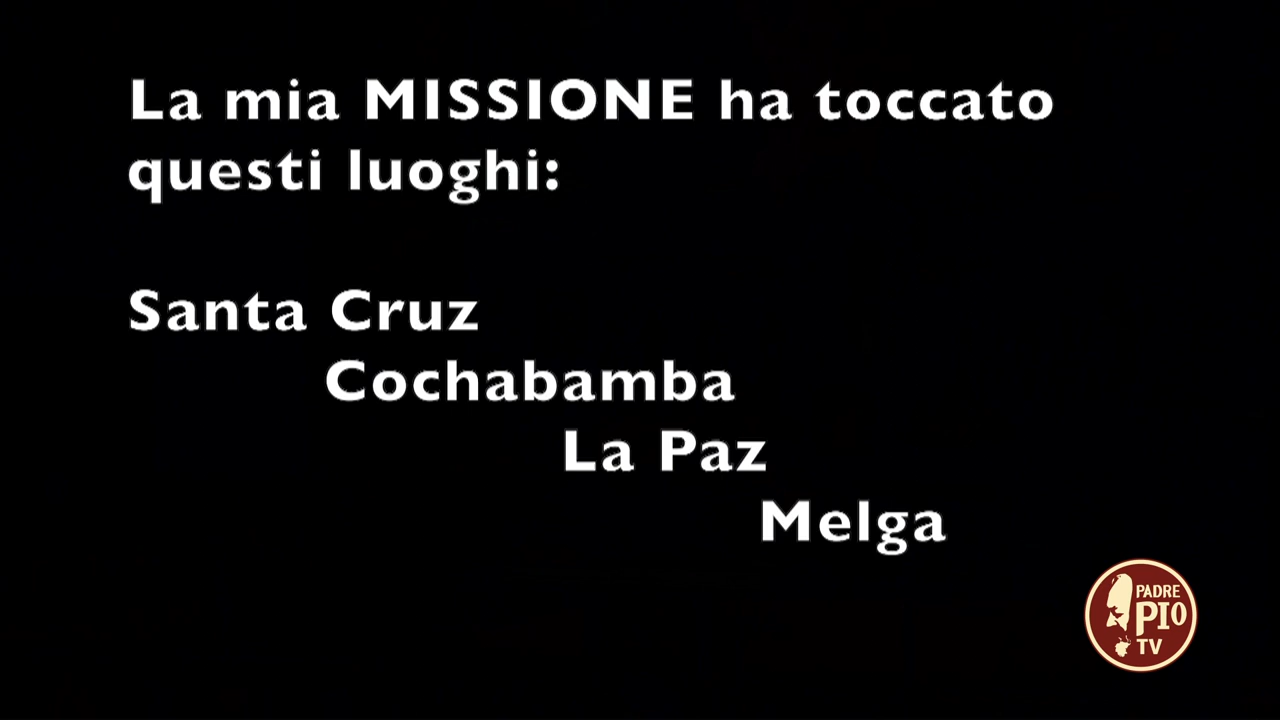 La mia MISSIONE ha toccato
questi luoghi:
Santa Cruz
Cochabamba
La Paz
Melga
PADRE
PIO
TV